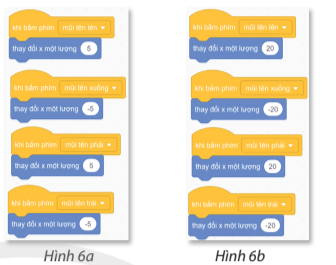 khi bấm phím mũi tên lên
thay đổi x một lượng 5
khi bấm phím mũi tên xuống
thay đổi x một lượng -5
khi bấm phím mũi tên phải
thay đổi x một lượng 5
khi bấm phím mũi tên trái
thay đổi x một lượng -5
Hình 6a
khi bấm phím mũi tên lên
thay đổi x một lượng 20
khi bấm phím mũi tên xuống
thay đổi x một lượng -20
khi bấm phím mũi tên phải
thay đổi x một lượng 20
khi bấm phím mũi tên trái
thay đổi x một lượng -20
Hình 6b